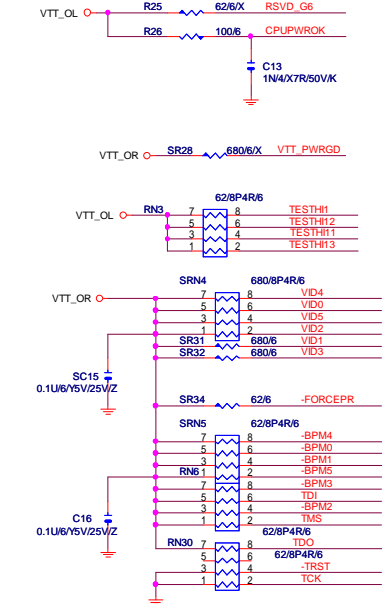 R25 62/6/X RSVD_G6
VTT_OL
R26 100/6 CPUPWROK
C13
1N/4/X7R/50V/K
VTT_OR SR28 680/6/X VTT_PWRGD
62/8P4R/6
VTT_OL RN3 7 8 TESTHI1
5 6 TESTHI12
3 4 TESTHI11
1 2 TESTHI13
SRN4 680/8P4R/6
VTT_OR 7 8 VID4
5 6 VID0
3 4 VID5
1 2 VID2
SR31 680/6 VID1
SR32 680/6 VID3
SC15
0.1U/6/Y5V/25V/Z
SR34 62/6 -FORCEPR
SRN5 62/8P4R/6
7 8 -BPM4
5 6 -BPM0
3 4 -BPM1
RN6 1 2 -BPM5
7 8 -BPM3
5 6 TDI
3 4 -BPM2
1 2 TMS
C16
0.1U/6/Y5V/25V/Z
62/8P4R/6
RN30 7 8 TDO
5 6 62/8P4R/6
3 4 -TRST
1 2 TCK